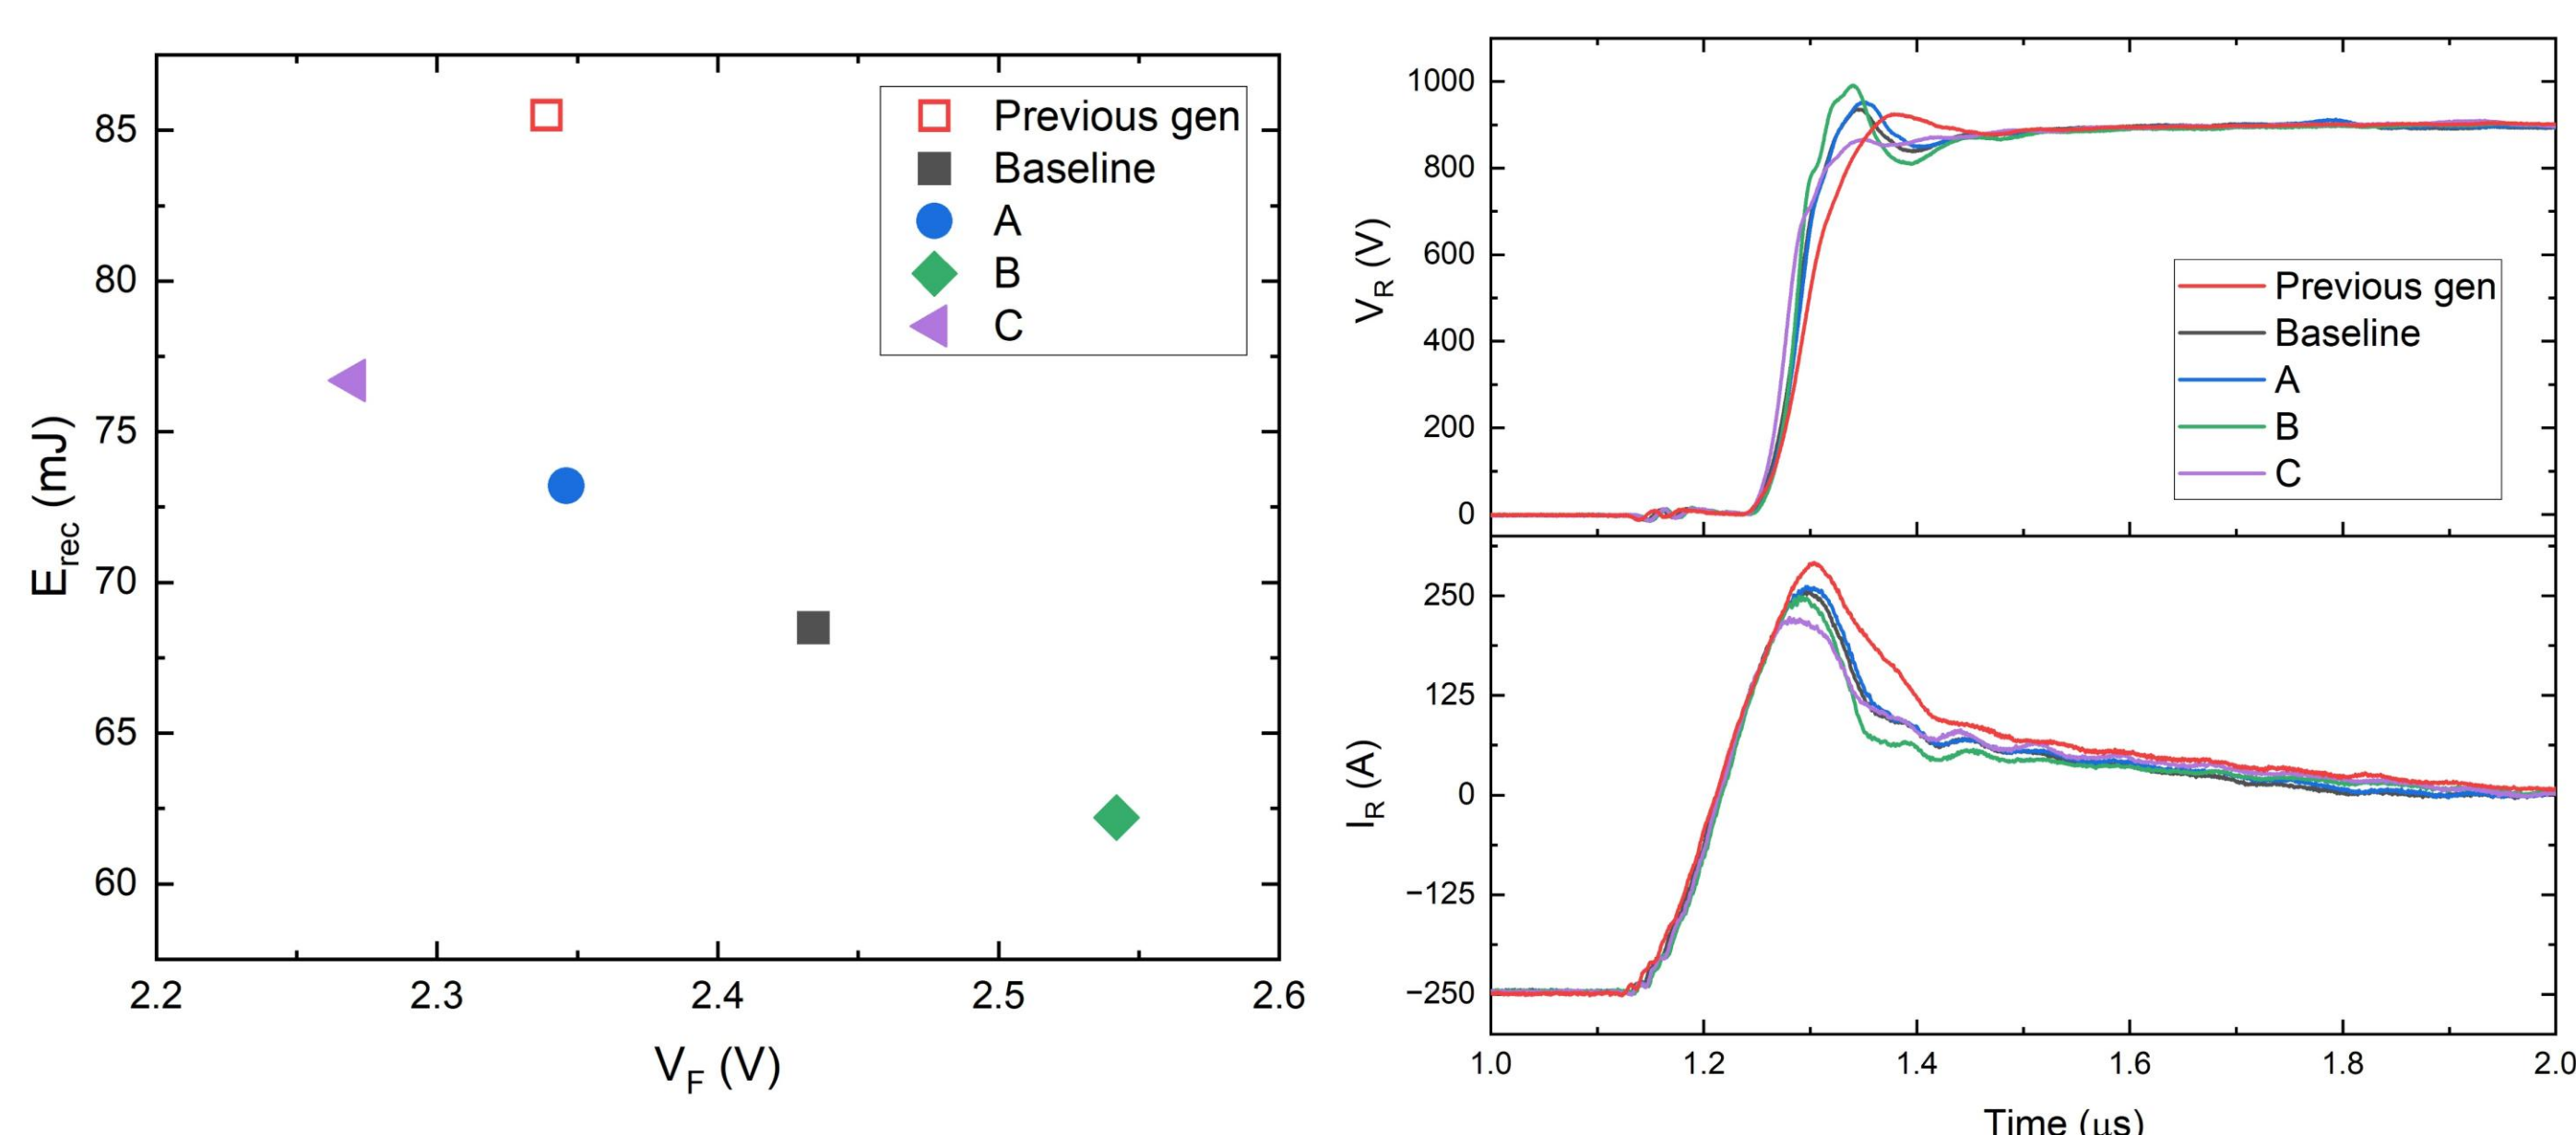 85
80
75
70
65
60
E_rec (mJ)
2.2 2.3 2.4 2.5 2.6
V_F (V)
Previous gen
Baseline
A
B
C
1000
800
600
400
200
0
V_R (V)
Previous gen
Baseline
A
B
C
250
125
0
−125
−250
I_R (A)
1.0 1.2 1.4 1.6 1.8 2.0
Time (μs)